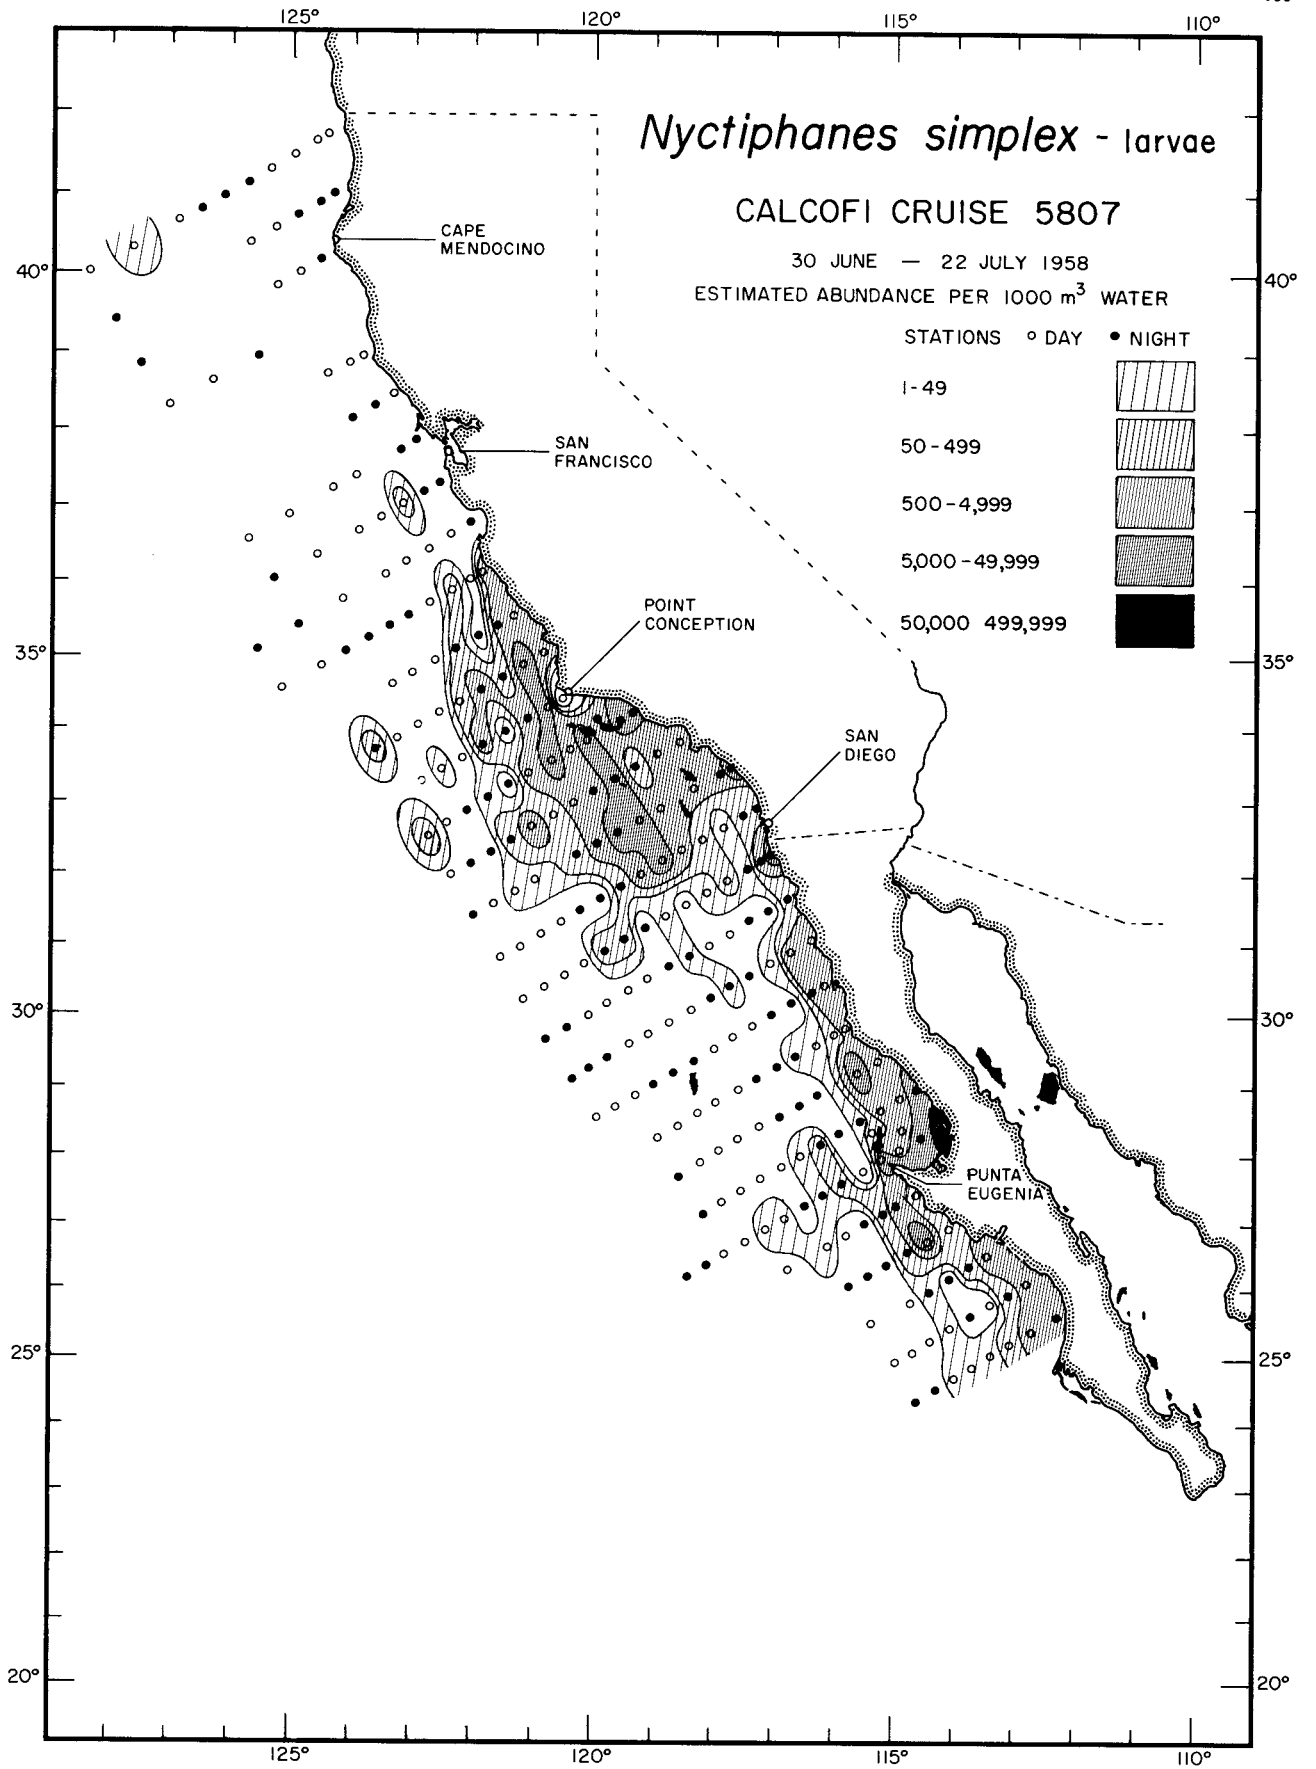 125° 120° 115° 110°
Nyctiphanes simplex - larvae
CALCOFI CRUISE 5807
30 JUNE — 22 JULY 1958
ESTIMATED ABUNDANCE PER 1000 m³ WATER
STATIONS ○ DAY ● NIGHT
1-49
50-499
500-4,999
5,000-49,999
50,000 499,999
CAPE
MENDOCINO
40° 40°
SAN
FRANCISCO
POINT
CONCEPTION
35° 35°
SAN
DIEGO
30° 30°
PUNTA
EUGENIA
25° 25°
20° 20°
125° 120° 115° 110°